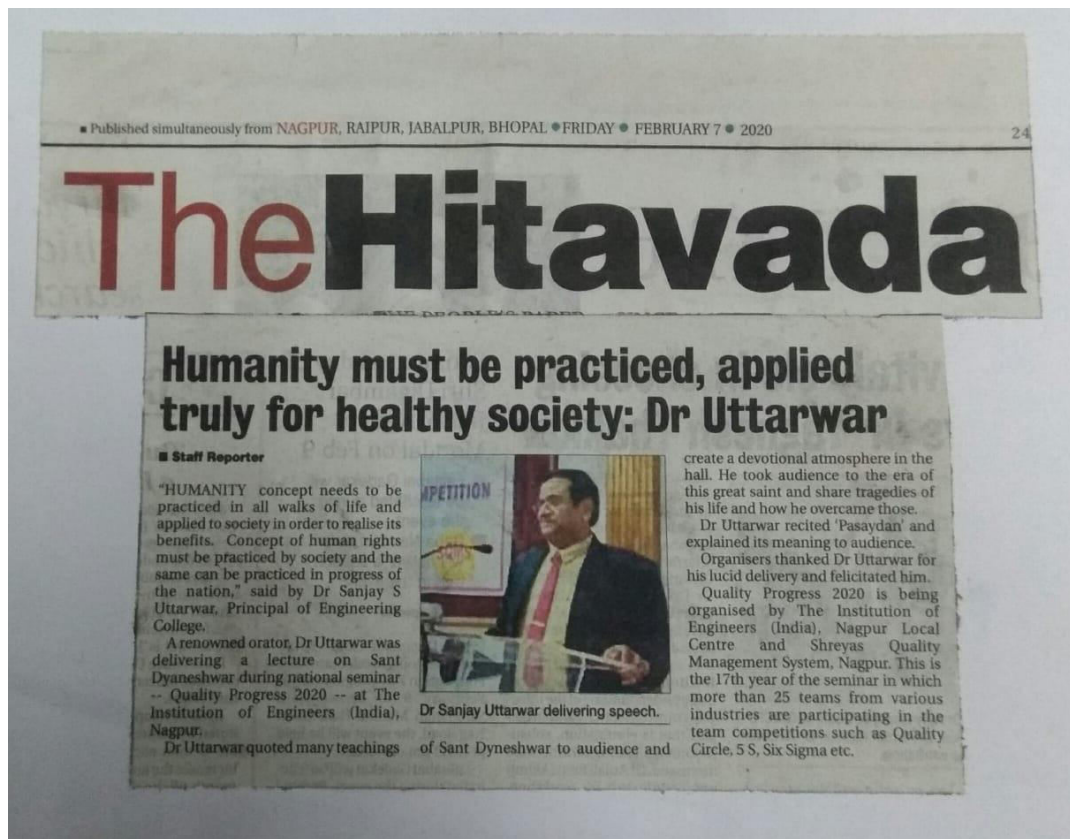 ▪ Published simultaneously from NAGPUR, RAIPUR, JABALPUR, BHOPAL ● FRIDAY ● FEBRUARY 7 ● 2020 24
TheHitavada
Humanity must be practiced, applied
truly for healthy society: Dr Uttarwar
■ Staff Reporter
“HUMANITY concept needs to be
practiced in all walks of life and
applied to society in order to realise its
benefits. Concept of human rights
must be practiced by society and the
same can be practiced in progress of
the nation,” said by Dr Sanjay S
Uttarwar, Principal of Engineering
College.
A renowned orator, Dr Uttarwar was
delivering a lecture on Sant
Dyaneshwar during national seminar
-- Quality Progress 2020 -- at The
Institution of Engineers (India),
Nagpur.
Dr Uttarwar quoted many teachings
MPETITION
Dr Sanjay Uttarwar delivering speech.
of Sant Dyneshwar to audience and
create a devotional atmosphere in the
hall. He took audience to the era of
this great saint and share tragedies of
his life and how he overcame those.
Dr Uttarwar recited ‘Pasaydan’ and
explained its meaning to audience.
Organisers thanked Dr Uttarwar for
his lucid delivery and felicitated him.
Quality Progress 2020 is being
organised by The Institution of
Engineers (India), Nagpur Local
Centre and Shreyas Quality
Management System, Nagpur. This is
the 17th year of the seminar in which
more than 25 teams from various
industries are participating in the
team competitions such as Quality
Circle, 5 S, Six Sigma etc.